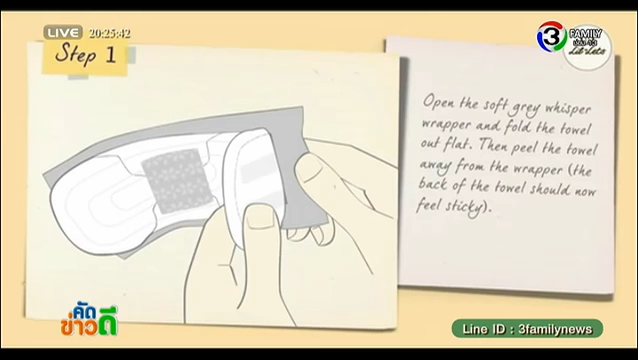 LIVE 20:25:42
3 FAMILY
Lil-Lets
Step 1
Open the soft grey whisper
wrapper and fold the towel
out flat. Then peel the towel
away from the wrapper (the
back of the towel should now
feel sticky).
คัด
ข่าวดี
Line ID : 3familynews